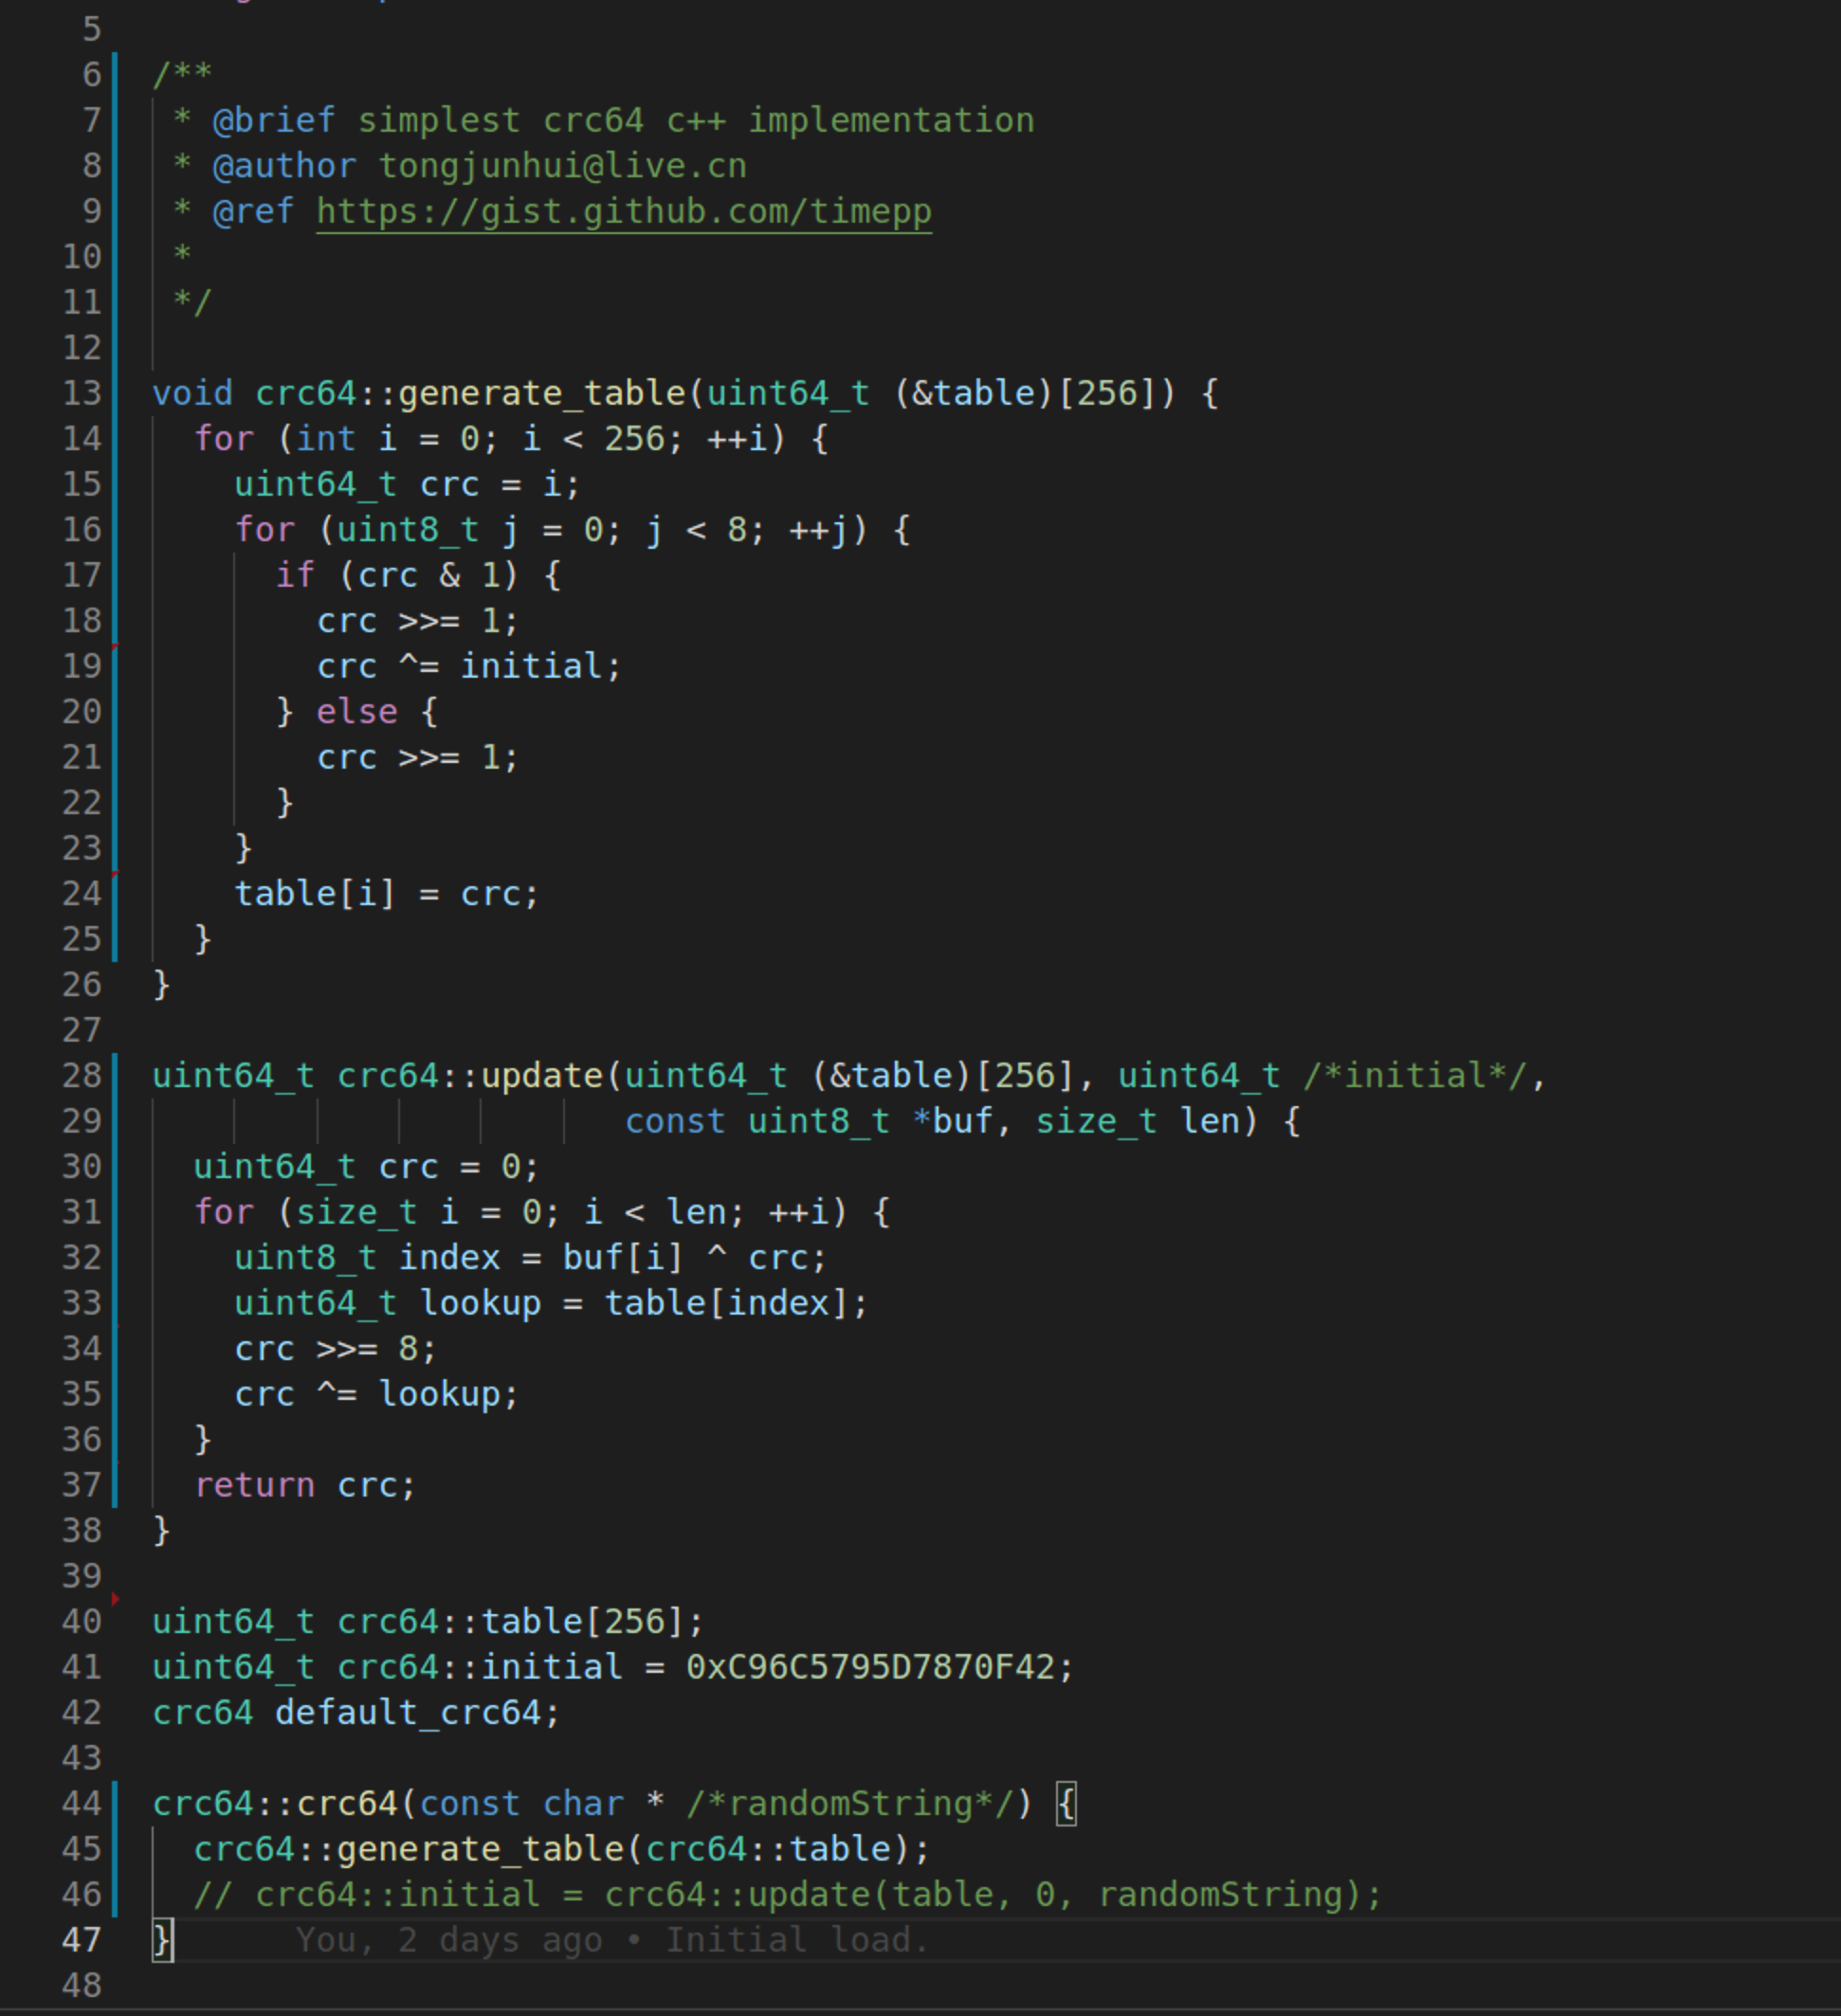 5
6 /**
7  * @brief simplest crc64 c++ implementation
8  * @author tongjunhui@live.cn
9  * @ref https://gist.github.com/timepp
10  *
11  */
12
13 void crc64::generate_table(uint64_t (&table)[256]) {
14   for (int i = 0; i < 256; ++i) {
15     uint64_t crc = i;
16     for (uint8_t j = 0; j < 8; ++j) {
17       if (crc & 1) {
18         crc >>= 1;
19         crc ^= initial;
20       } else {
21         crc >>= 1;
22       }
23     }
24     table[i] = crc;
25   }
26 }
27
28 uint64_t crc64::update(uint64_t (&table)[256], uint64_t /*initial*/,
29                        const uint8_t *buf, size_t len) {
30   uint64_t crc = 0;
31   for (size_t i = 0; i < len; ++i) {
32     uint8_t index = buf[i] ^ crc;
33     uint64_t lookup = table[index];
34     crc >>= 8;
35     crc ^= lookup;
36   }
37   return crc;
38 }
39
40 uint64_t crc64::table[256];
41 uint64_t crc64::initial = 0xC96C5795D7870F42;
42 crc64 default_crc64;
43
44 crc64::crc64(const char * /*randomString*/) {
45   crc64::generate_table(crc64::table);
46   // crc64::initial = crc64::update(table, 0, randomString);
47 }      You, 2 days ago • Initial load.
48